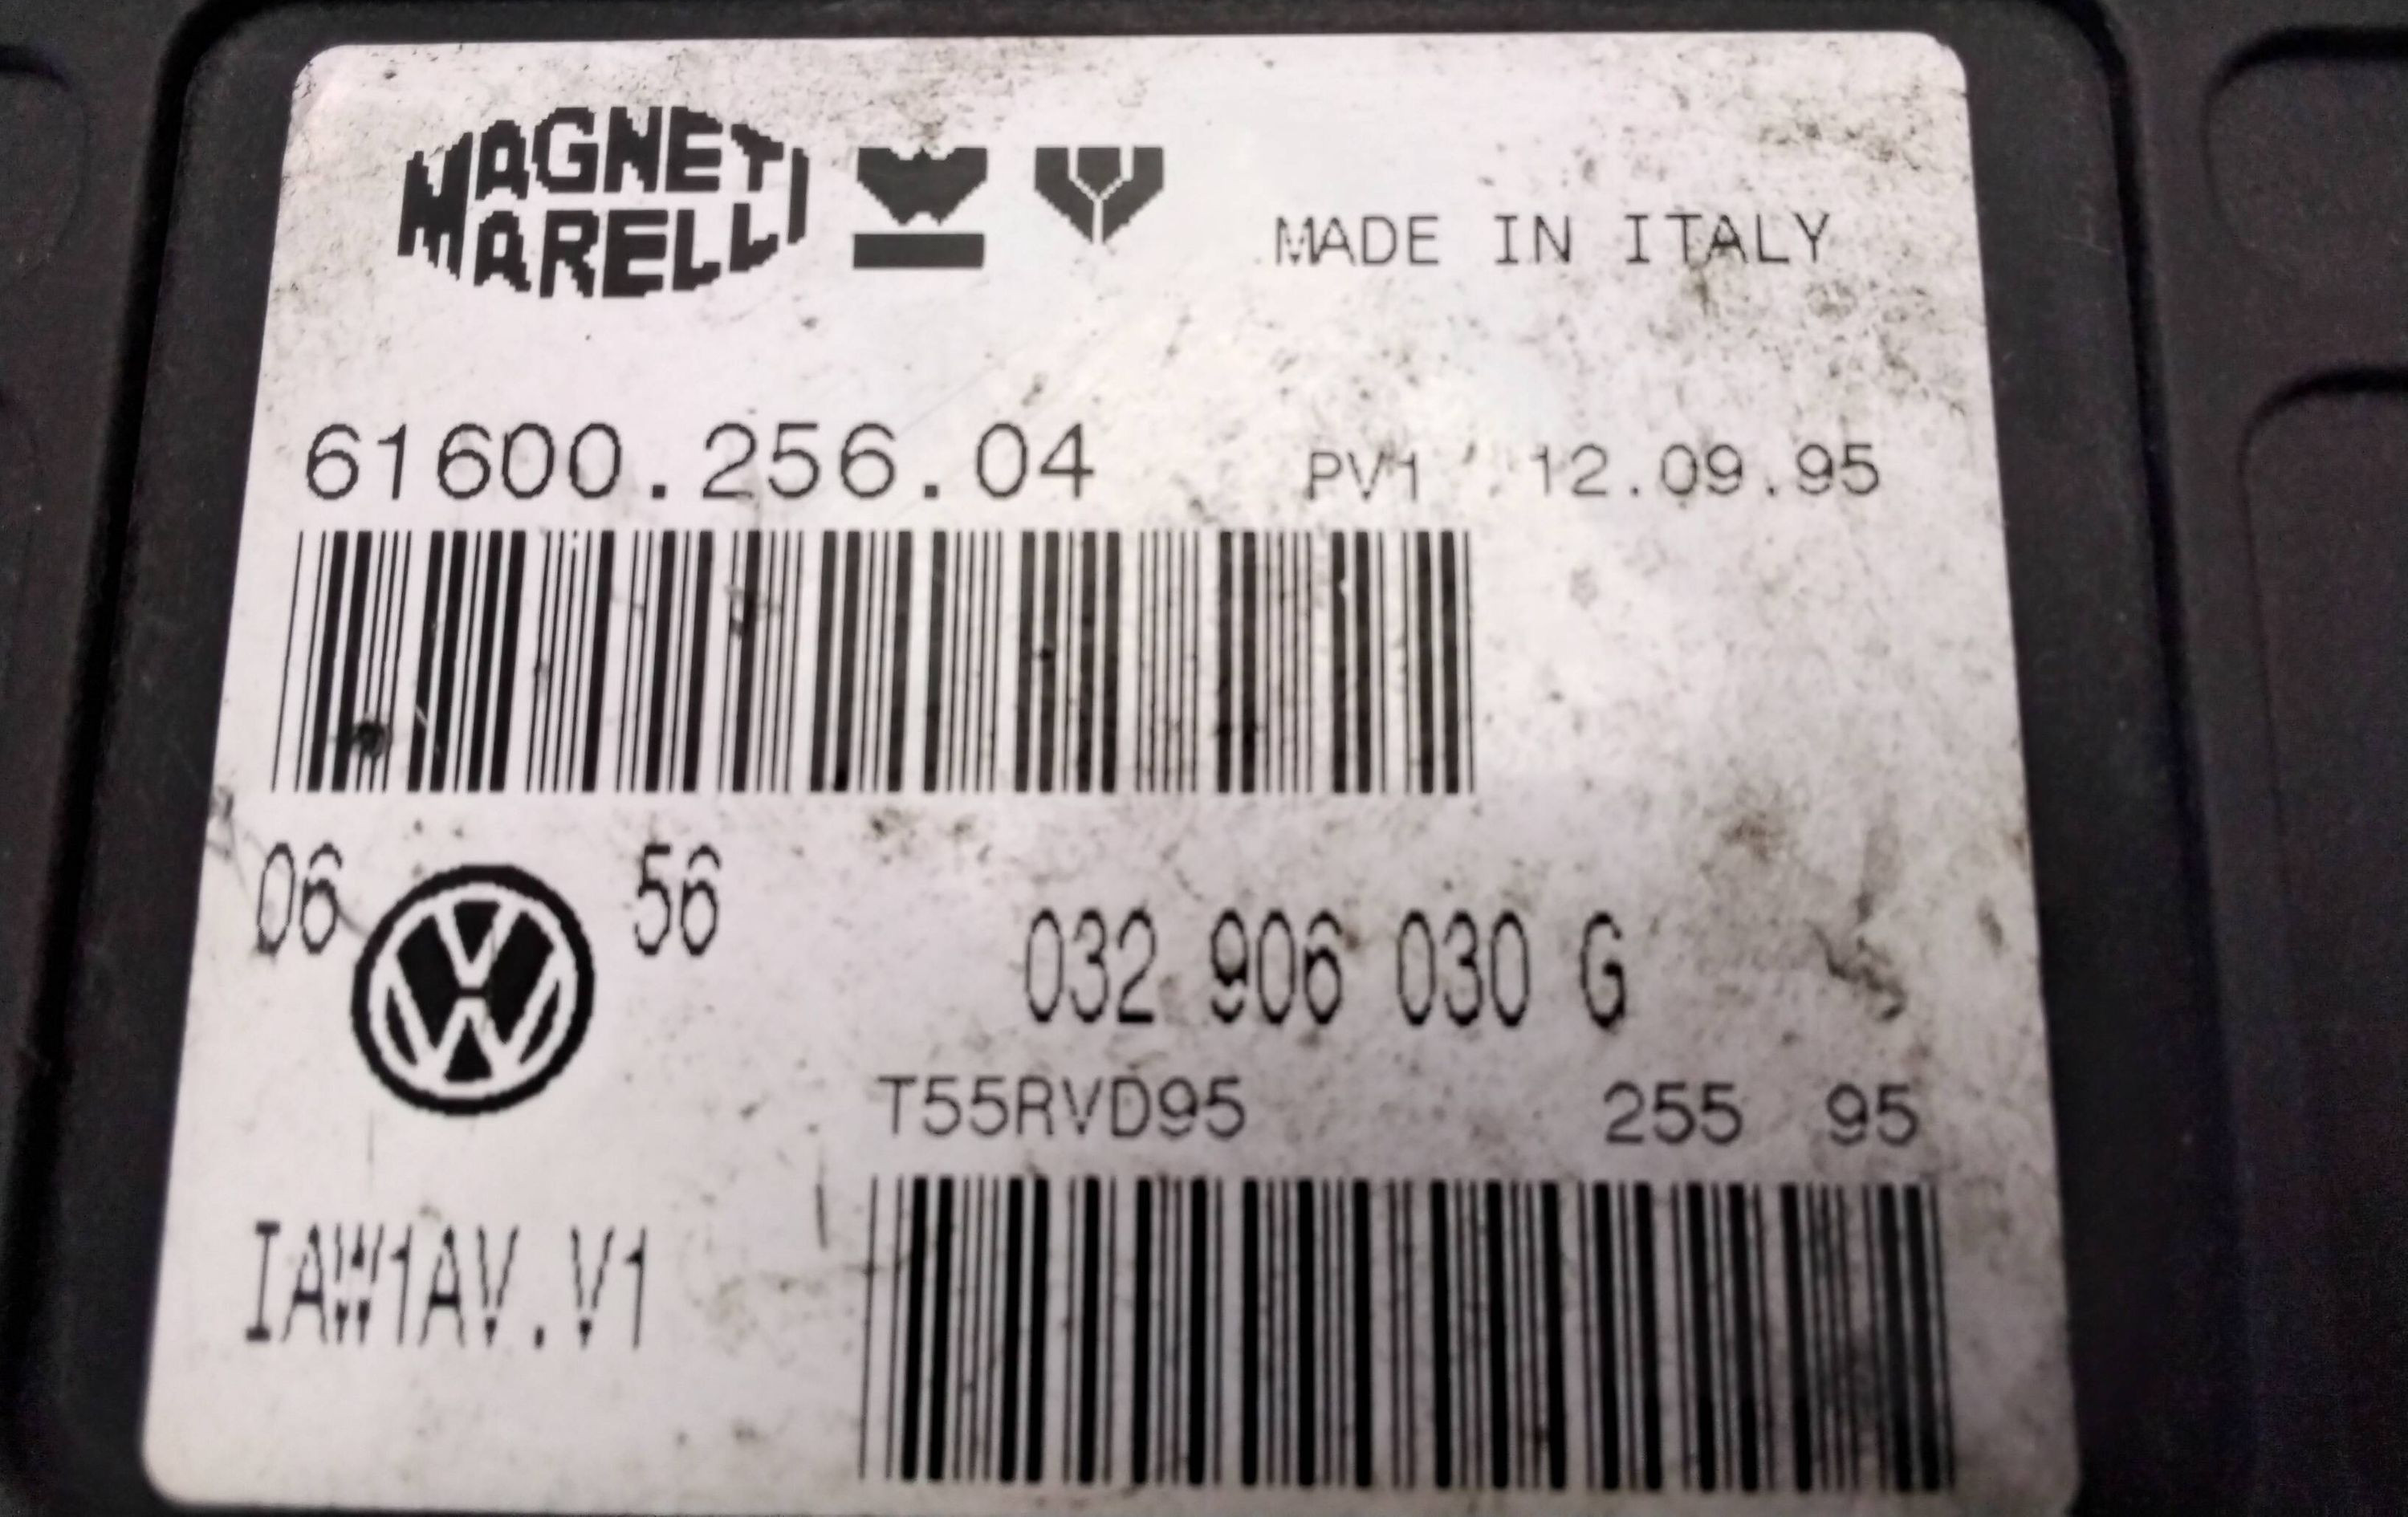 MAGNETI
MARELLI
MADE IN ITALY
61600.256.04 PV1 12.09.95
06 56
032 906 030 G
T55RVD95 255 95
IAW1AV.V1